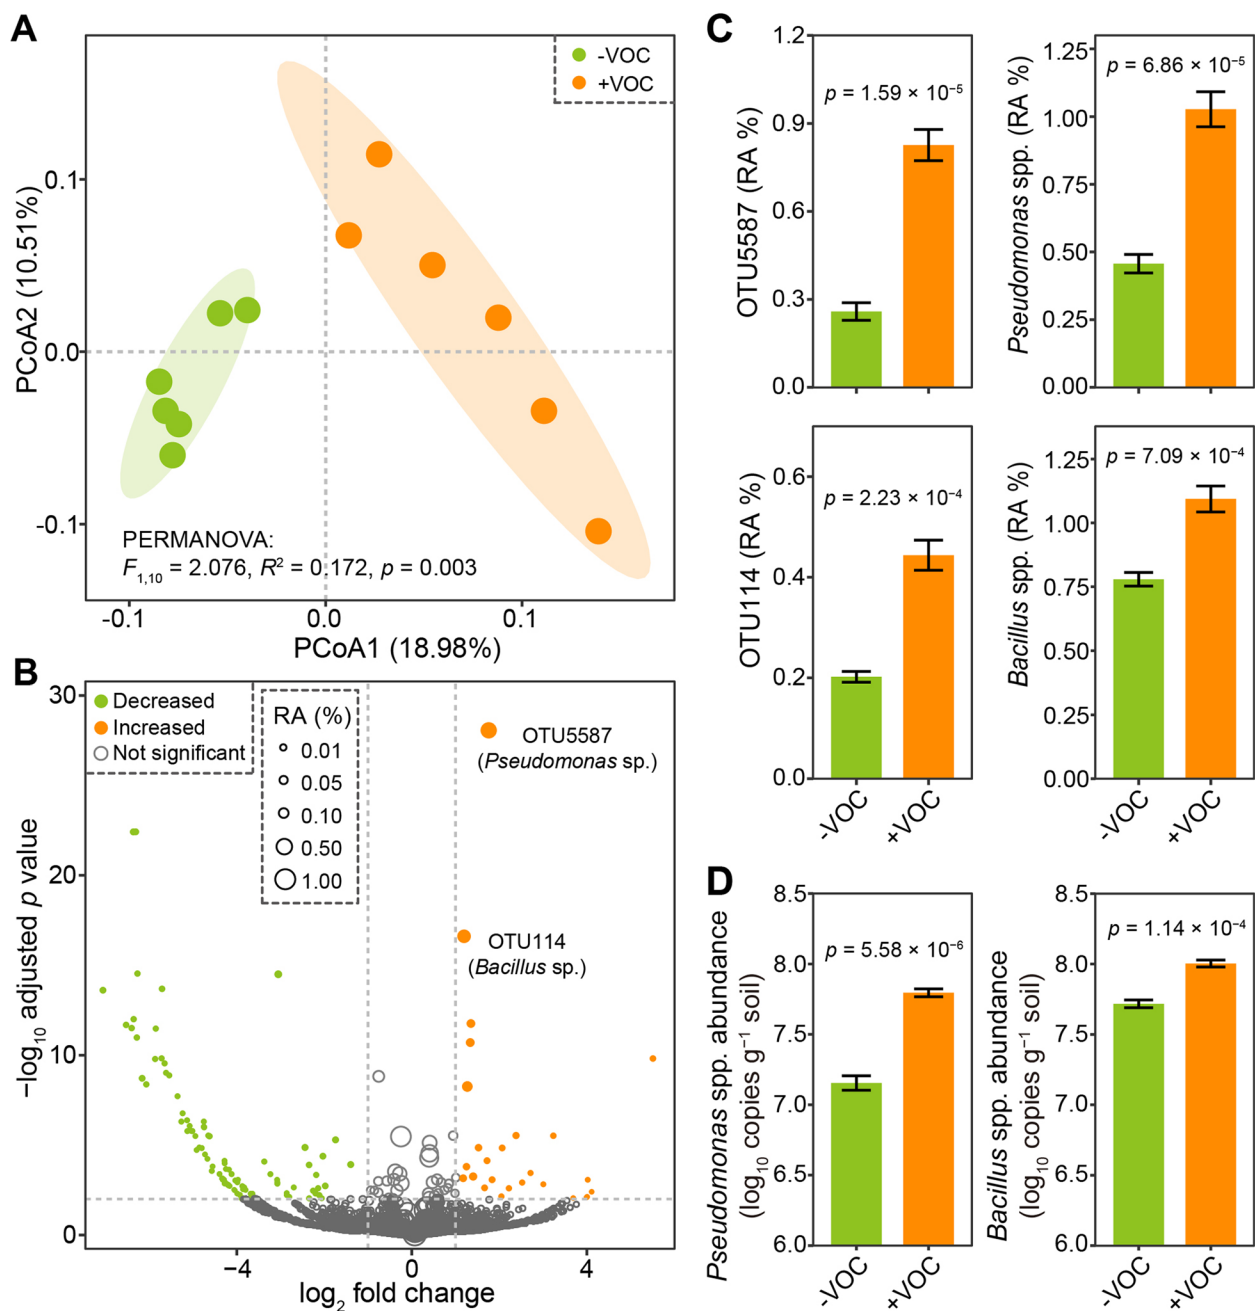 A
-VOC
+VOC
PCoA2 (10.51%)
0.1
0.0
-0.1
PERMANOVA:
F1,10 = 2.076, R² = 0.172, p = 0.003
-0.1
0.0
0.1
PCoA1 (18.98%)
B
Decreased
Increased
Not significant
RA (%)
0.01
0.05
0.10
0.50
1.00
OTU5587
(Pseudomonas sp.)
OTU114
(Bacillus sp.)
−log10 adjusted p value
30
20
10
0
−4
0
4
log2 fold change
C
OTU5587 (RA %)
1.2
0.9
0.6
0.3
0.0
p = 1.59 × 10⁻⁵
Pseudomonas spp. (RA %)
1.25
1.00
0.75
0.50
0.25
0.00
p = 6.86 × 10⁻⁵
OTU114 (RA %)
0.6
0.4
0.2
0.0
p = 2.23 × 10⁻⁴
-VOC
+VOC
Bacillus spp. (RA %)
1.25
1.00
0.75
0.50
0.25
0.00
p = 7.09 × 10⁻⁴
-VOC
+VOC
D
Pseudomonas spp. abundance
(log10 copies g⁻¹ soil)
8.5
8.0
7.5
7.0
6.5
6.0
p = 5.58 × 10⁻⁶
-VOC
+VOC
Bacillus spp. abundance
(log10 copies g⁻¹ soil)
8.5
8.0
7.5
7.0
6.5
6.0
p = 1.14 × 10⁻⁴
-VOC
+VOC